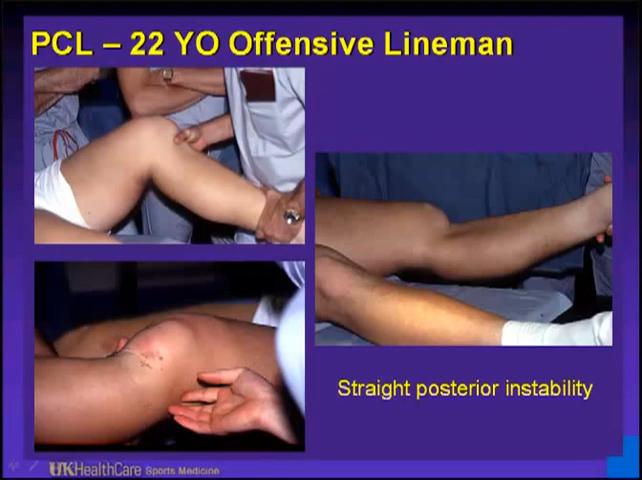 PCL – 22 YO Offensive Lineman
Straight posterior instability
UKHealthCare Sports Medicine